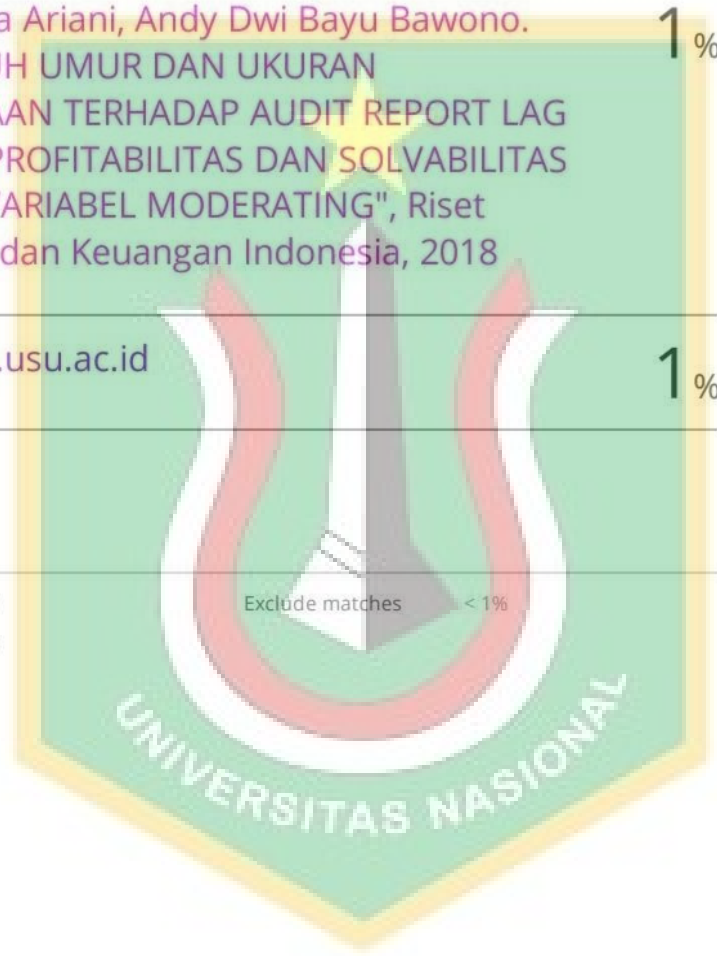 a Ariani, Andy Dwi Bayu Bawono.
1%
H UMUR DAN UKURAN
AAN TERHADAP AUDIT REPORT LAG
PROFITABILITAS DAN SOLVABILITAS
ARIABEL MODERATING", Riset
dan Keuangan Indonesia, 2018
.usu.ac.id
1%
Exclude matches < 1%
UNIVERSITAS NASIONAL